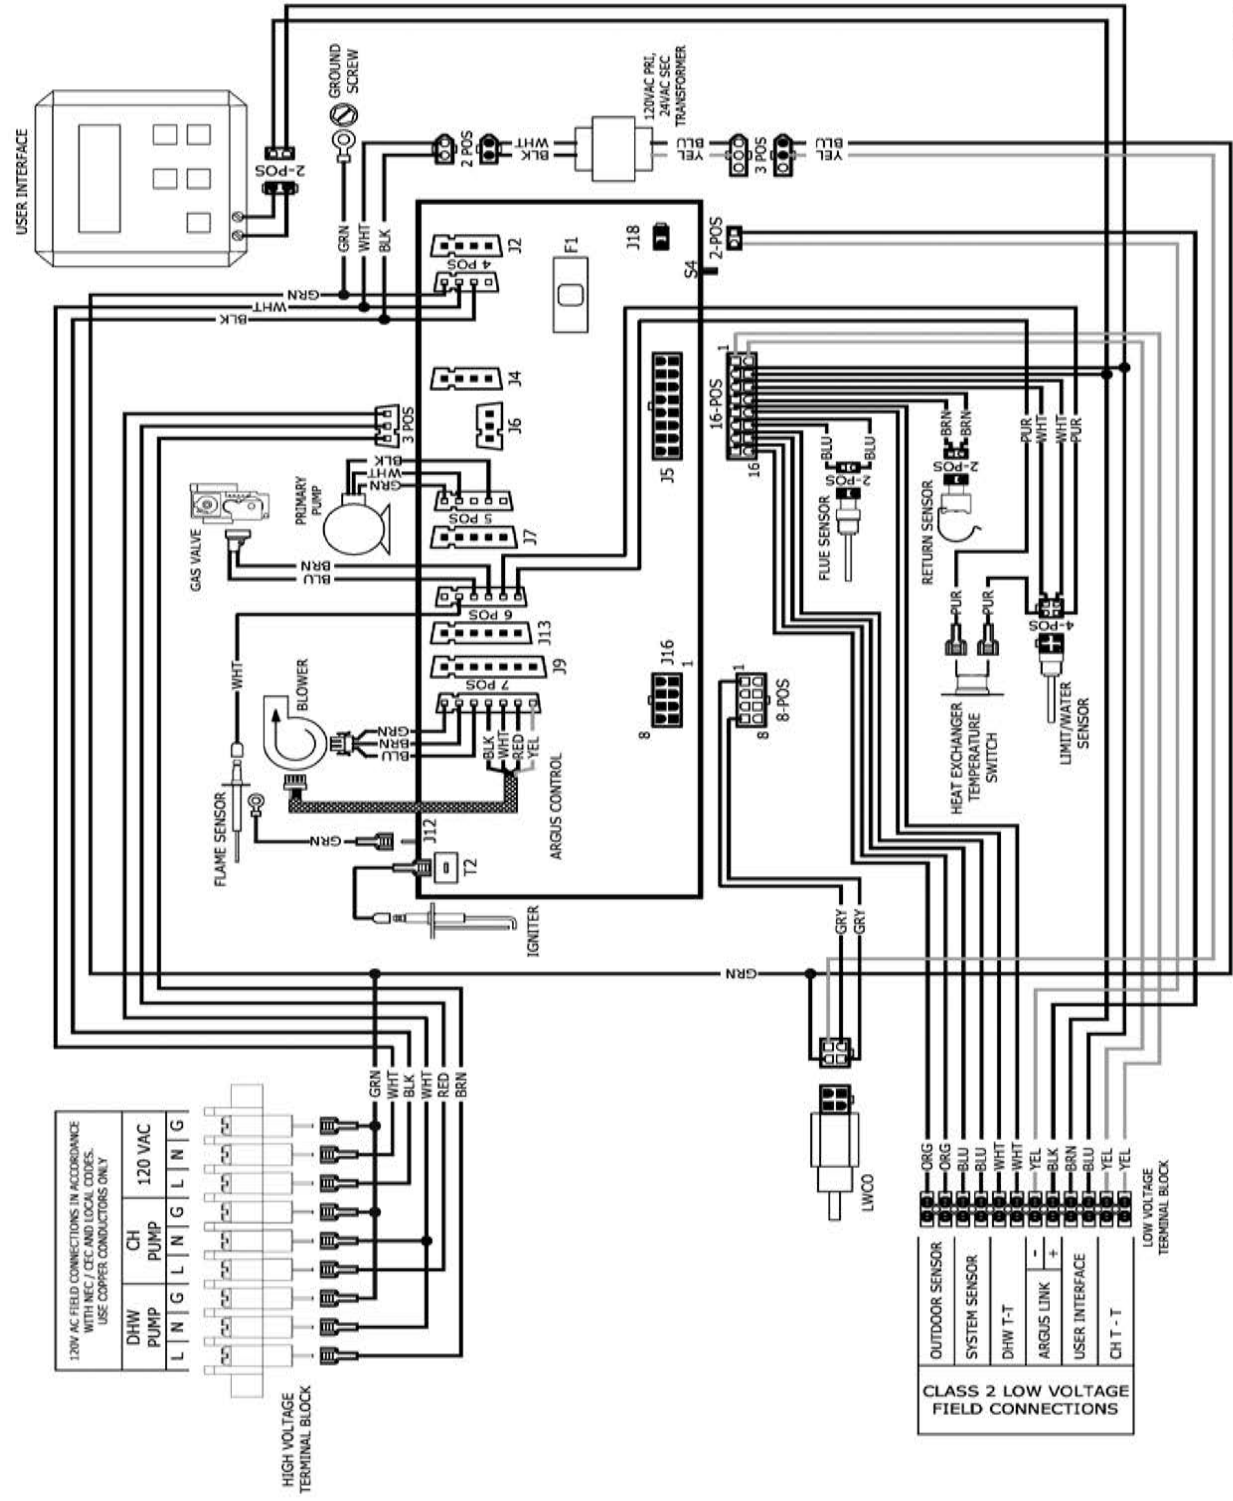 USER INTERFACE
2-POS
GROUND
SCREW
GRN
WHT
BLK
2 POS
WHT
BLK
120VAC PRI,
24VAC SEC
TRANSFORMER
BLU
YEL
3 POS
BLU
YEL
GRN
WHT
BLK
4 POS
J2
F1
J18
S4
2-POS
J4
J6
3 POS
J5
16-POS
1
16
GAS VALVE
PRIMARY
PUMP
BLK
WHT
GRN
5 POS
J7
BRN
BLU
6 POS
J13
J9
7 POS
WHT
FLAME SENSOR
BLOWER
GRN
BRN
BLU
BLK
WHT
RED
YEL
ARGUS CONTROL
GRN
J12
T2
IGNITER
J16
1
8
1
8
8-POS
BLU
BLU
2-POS
FLUE SENSOR
BRN
BRN
2-POS
RETURN SENSOR
PUR
WHT
WHT
PUR
PUR
PUR
4-POS
HEAT EXCHANGER
TEMPERATURE
SWITCH
LIMIT/WATER
SENSOR
GRY
GRY
GRN
LWCO
GRN
WHT
BLK
WHT
RED
BRN
120V AC FIELD CONNECTIONS IN ACCORDANCE
WITH NEC / CEC AND LOCAL CODES.
USE COPPER CONDUCTORS ONLY
DHW
PUMP
CH
PUMP
120 VAC
L N G L N G L N G
HIGH VOLTAGE
TERMINAL BLOCK
ORG
ORG
BLU
BLU
WHT
WHT
YEL
BLK
BRN
BLU
YEL
YEL
LOW VOLTAGE
TERMINAL BLOCK
OUTDOOR SENSOR
SYSTEM SENSOR
DHW T-T
ARGUS LINK - +
USER INTERFACE
CH T - T
CLASS 2 LOW VOLTAGE
FIELD CONNECTIONS